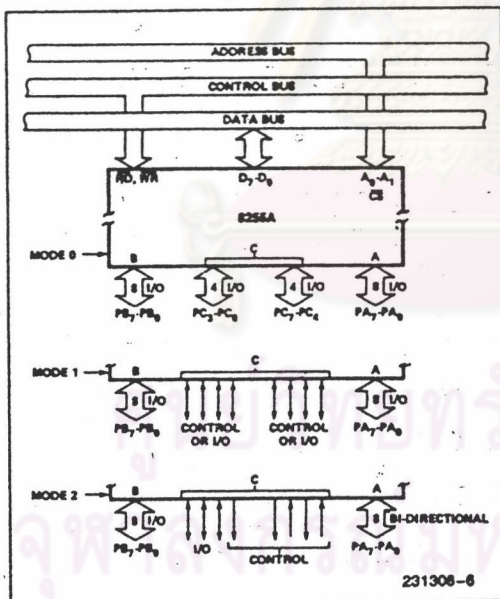 ADDRESS BUS
CONTROL BUS
DATA BUS
RD, WR D7-D0 A0-A1
CS
8255A
MODE 0 B C A
8 I/O 4 I/O 4 I/O 8 I/O
PB7-PB0 PC3-PC0 PC7-PC4 PA7-PA0
MODE 1 B C A
8 I/O 8 I/O
PB7-PB0 CONTROL OR I/O CONTROL OR I/O PA7-PA0
MODE 2 B C A
8 I/O 8 BI-DIRECTIONAL
PB7-PB0 I/O CONTROL PA7-PA0
231306-6